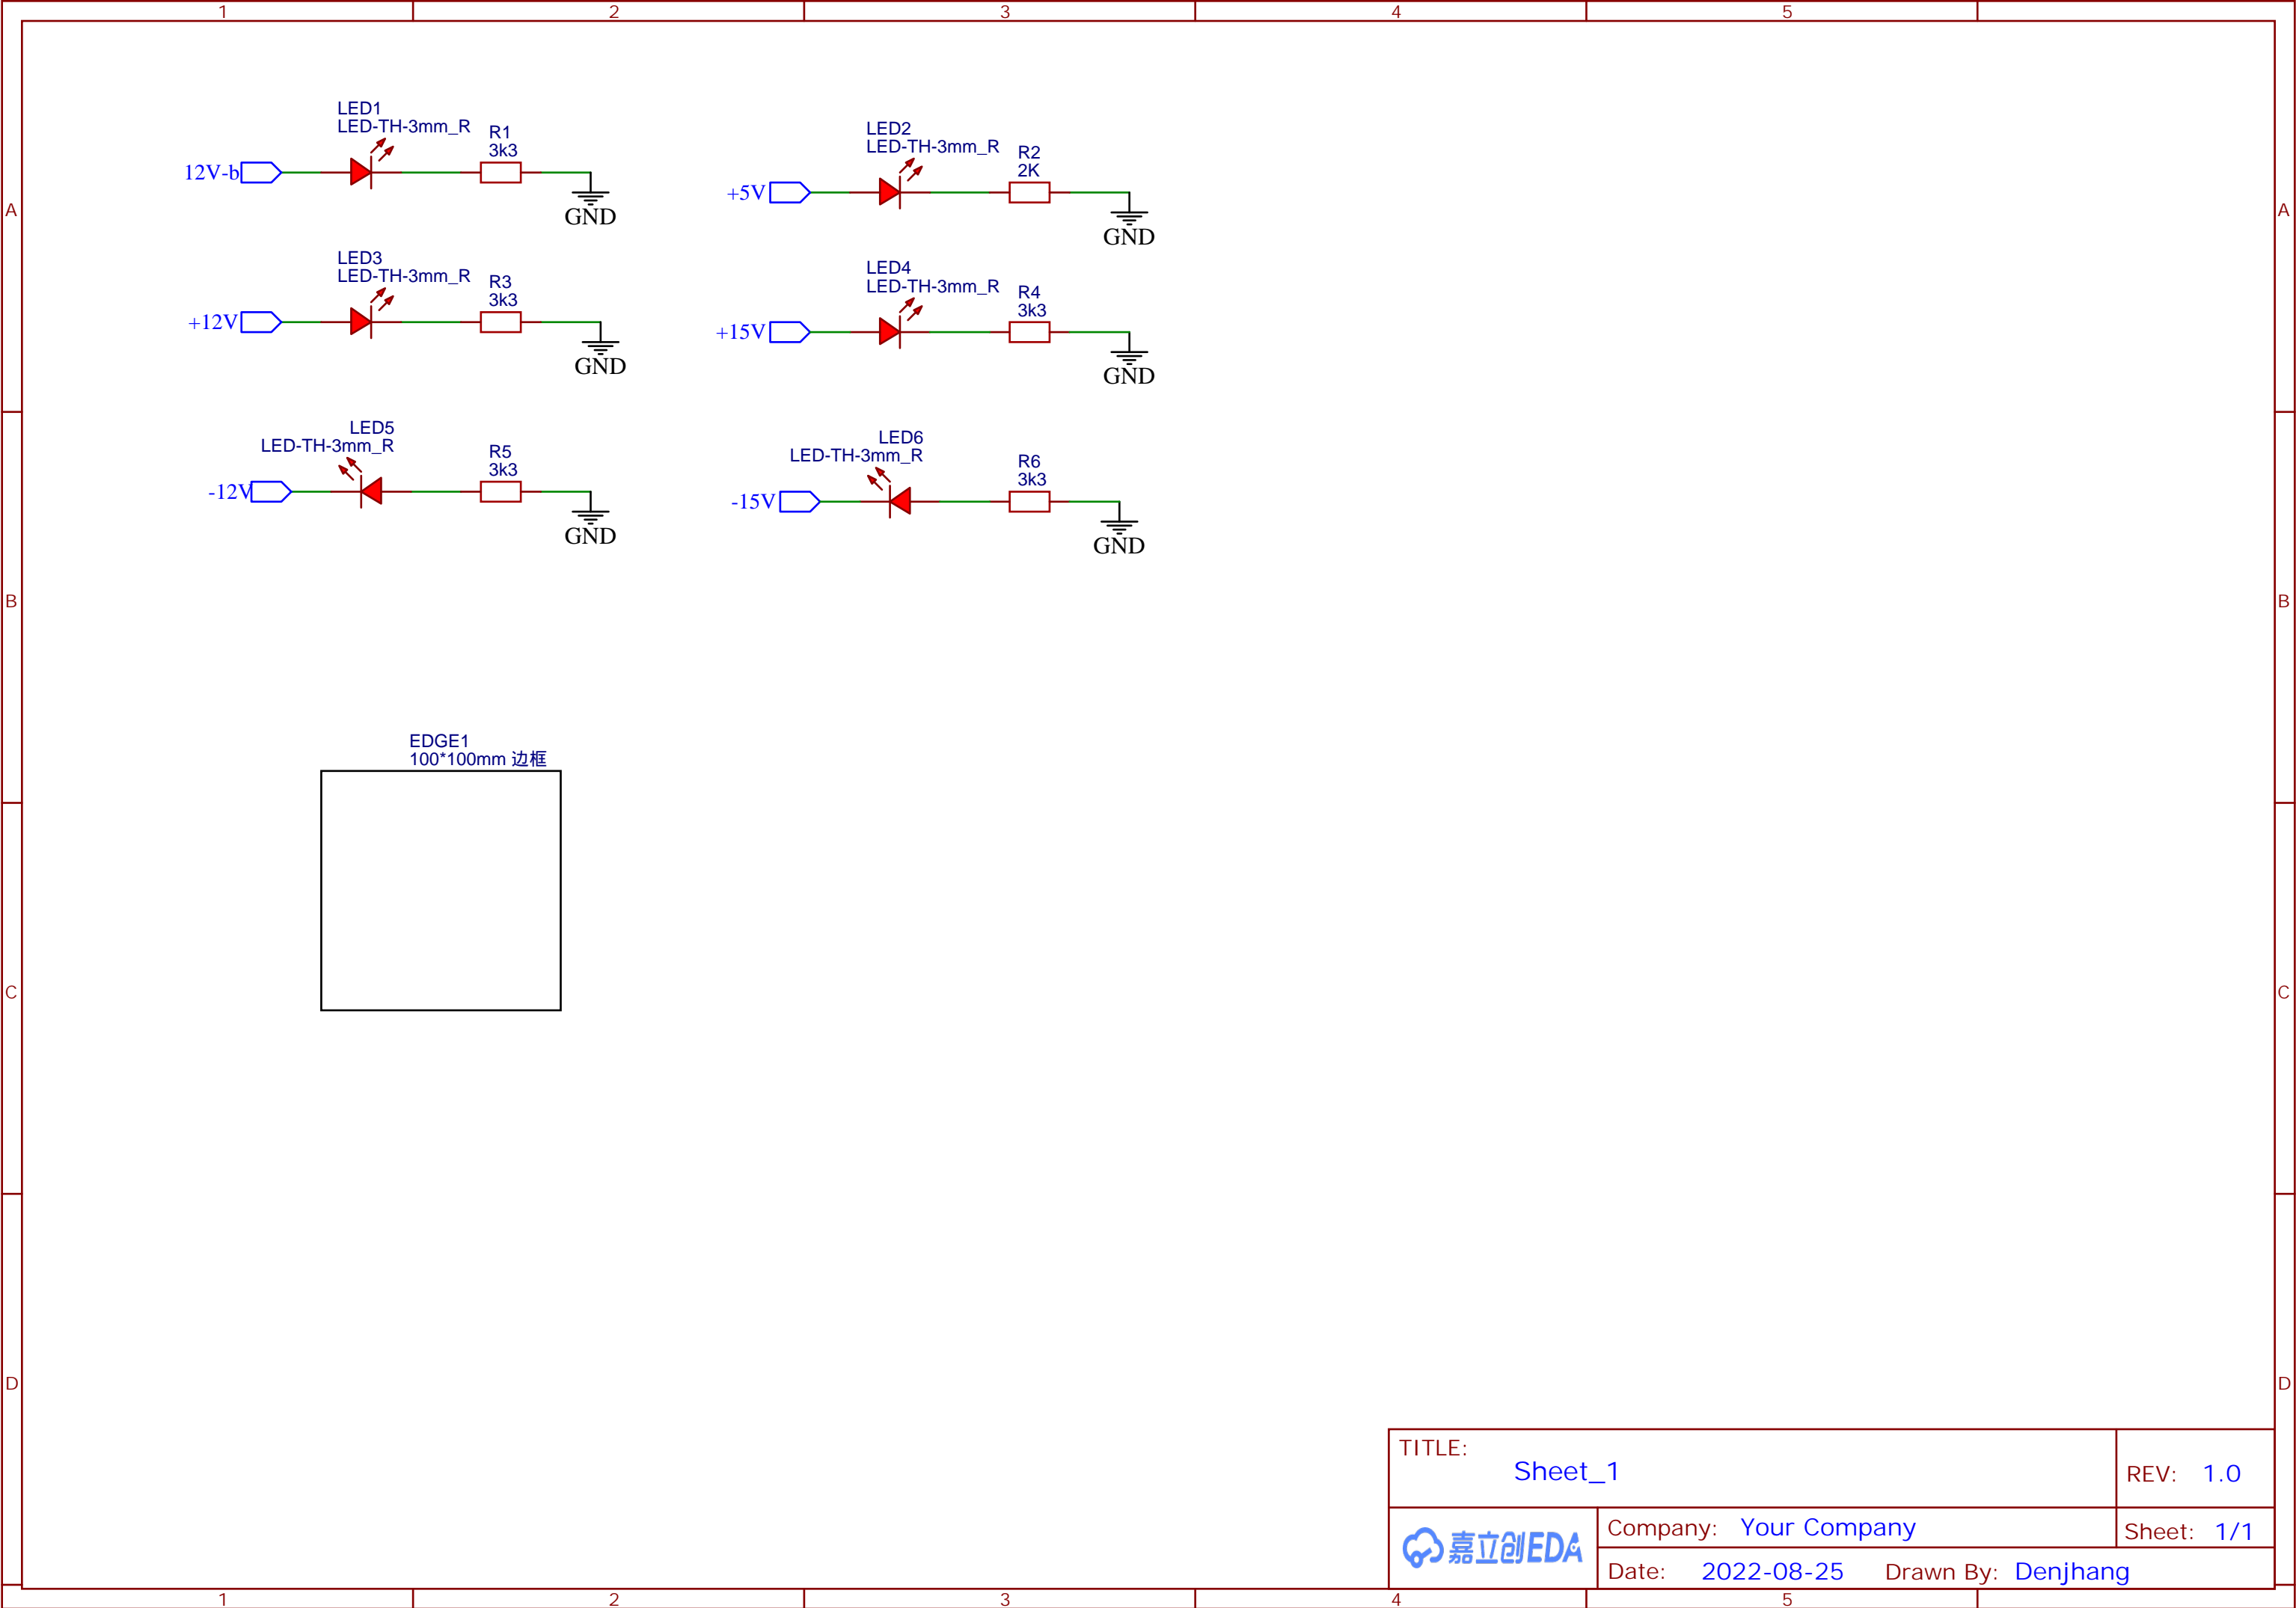 1 2 3 4 5
LED1
LED-TH-3mm_R
R1
3k3
12V-b
GND
LED2
LED-TH-3mm_R
R2
2K
+5V
GND
A A
LED3
LED-TH-3mm_R
R3
3k3
+12V
GND
LED4
LED-TH-3mm_R
R4
3k3
+15V
GND
LED5
LED-TH-3mm_R
R5
3k3
-12V
GND
LED6
LED-TH-3mm_R
R6
3k3
-15V
GND
B B
EDGE1
100*100mm 边框
C C
D D
TITLE:
Sheet_1
REV: 1.0
嘉立创EDA
Company: Your Company
Sheet: 1/1
Date: 2022-08-25 Drawn By: Denjhang
1 2 3 4 5